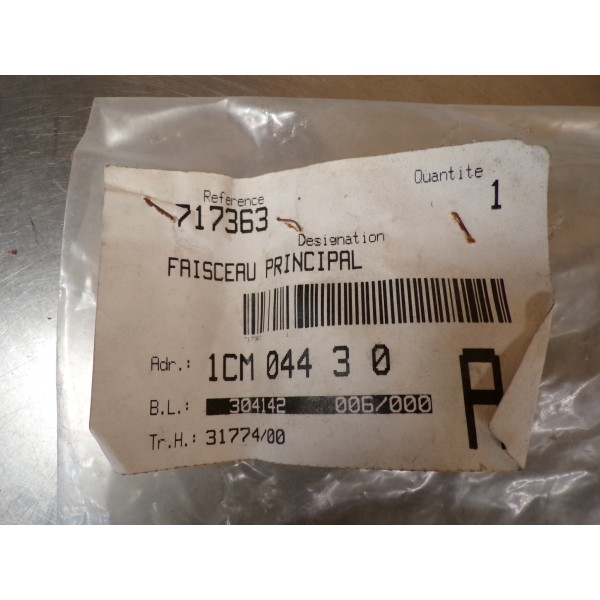 Reference
Quantite
717363
1
Designation
FAISCEAU PRINCIPAL
Adr.: 1CM 044 3 0
B.L.: 304142 006/000
P
Tr.H.: 31774/00